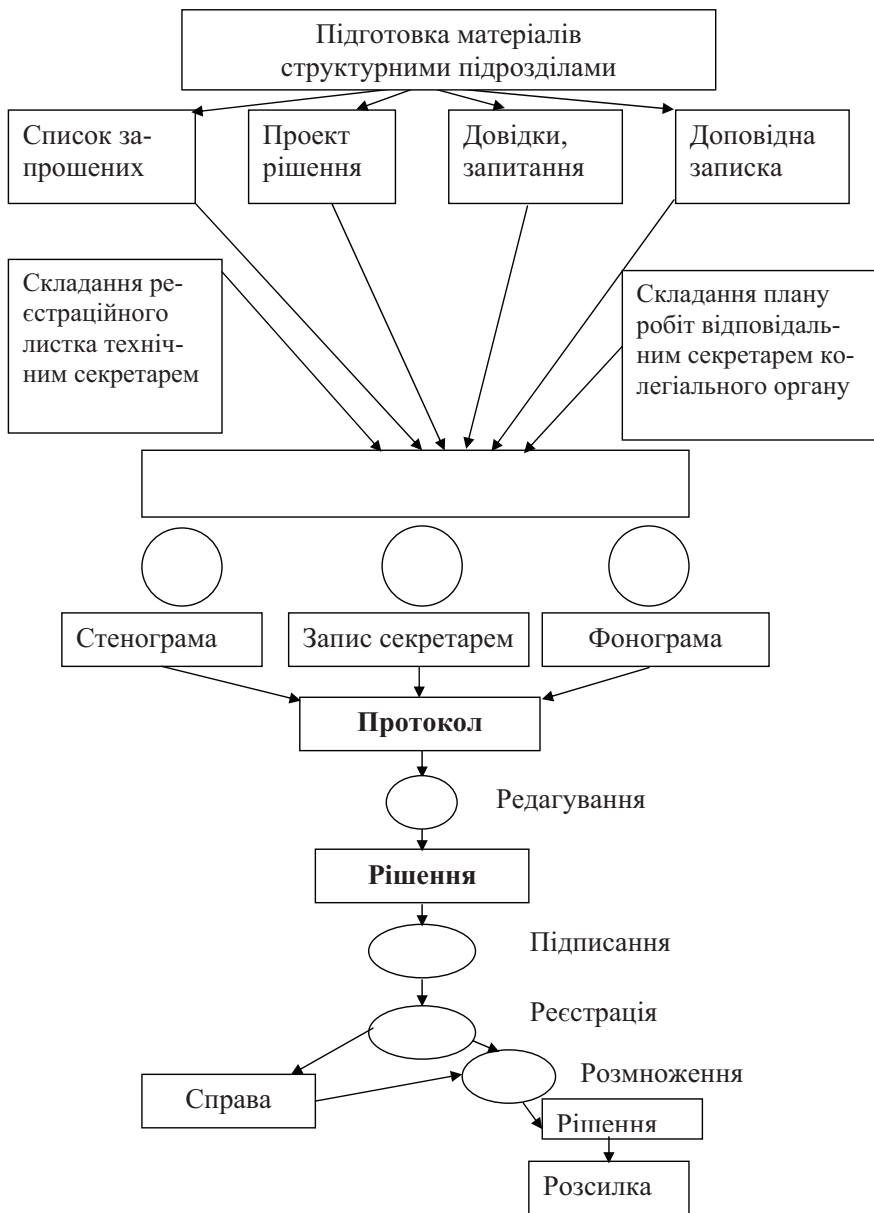 Підготовка матеріалів
структурними підрозділами
Список за-
прошених
Проект
рішення
Довідки,
запитання
Доповідна
записка
Складання ре-
єстраційного
листка техніч-
ним секретарем
Складання плану
робіт відповідаль-
ним секретарем ко-
легіального органу
Стенограма
Запис секретарем
Фонограма
Протокол
Редагування
Рішення
Підписання
Реєстрація
Розмноження
Справа
Рішення
Розсилка